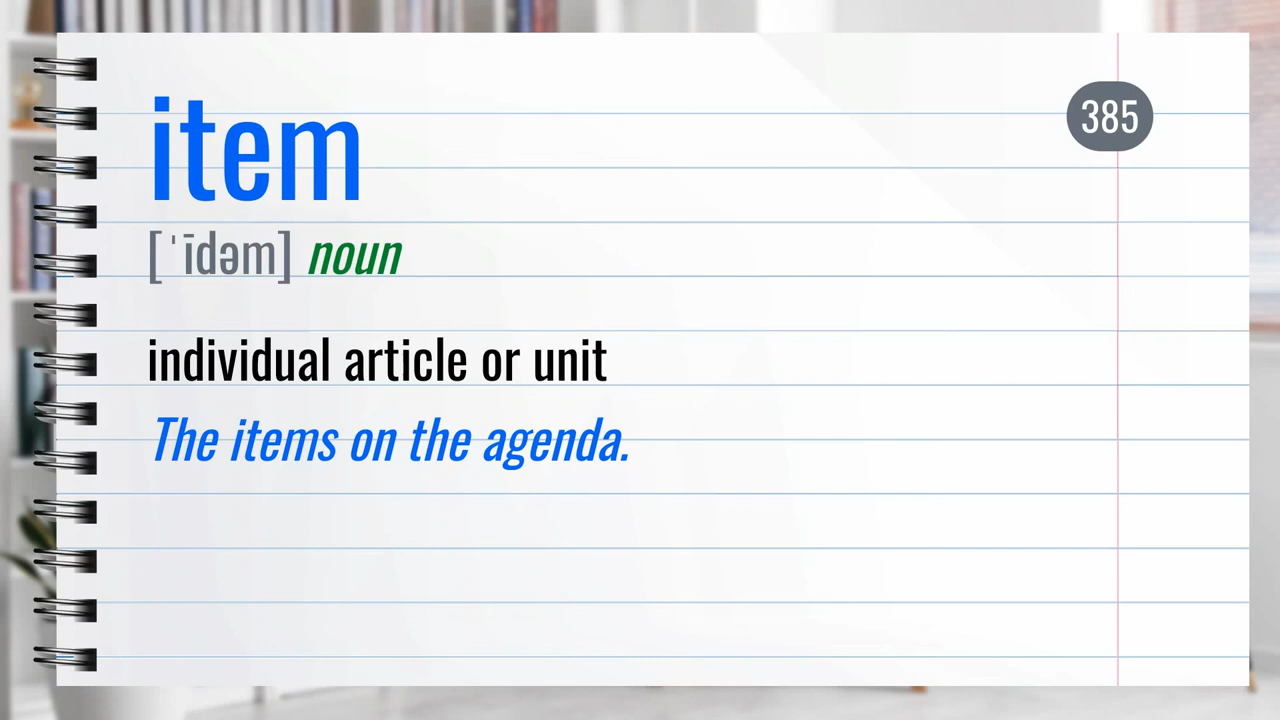 item
385
[ˈīdəm] noun
individual article or unit
The items on the agenda.